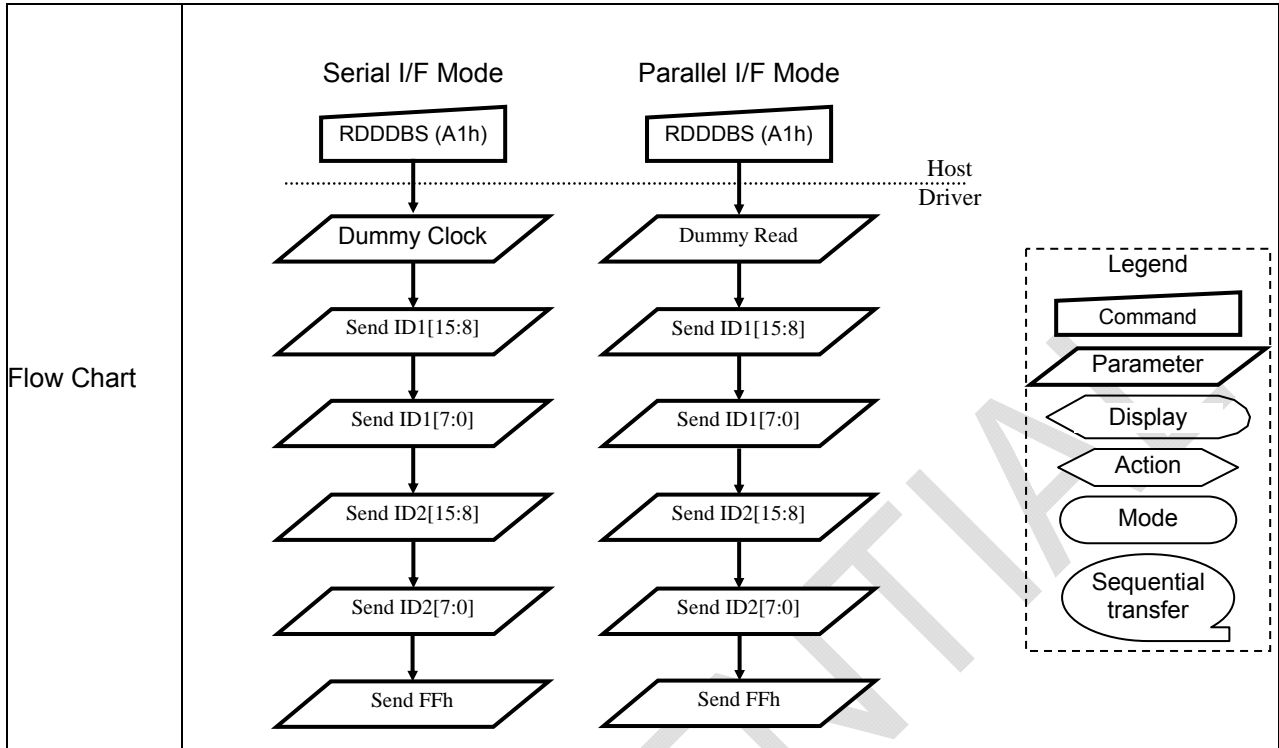 Flow Chart
Serial I/F Mode
Parallel I/F Mode
RDDDBS (A1h)
RDDDBS (A1h)
Host
Driver
Dummy Clock
Dummy Read
Send ID1[15:8]
Send ID1[15:8]
Send ID1[7:0]
Send ID1[7:0]
Send ID2[15:8]
Send ID2[15:8]
Send ID2[7:0]
Send ID2[7:0]
Send FFh
Send FFh
Legend
Command
Parameter
Display
Action
Mode
Sequential
transfer
ENTIAL